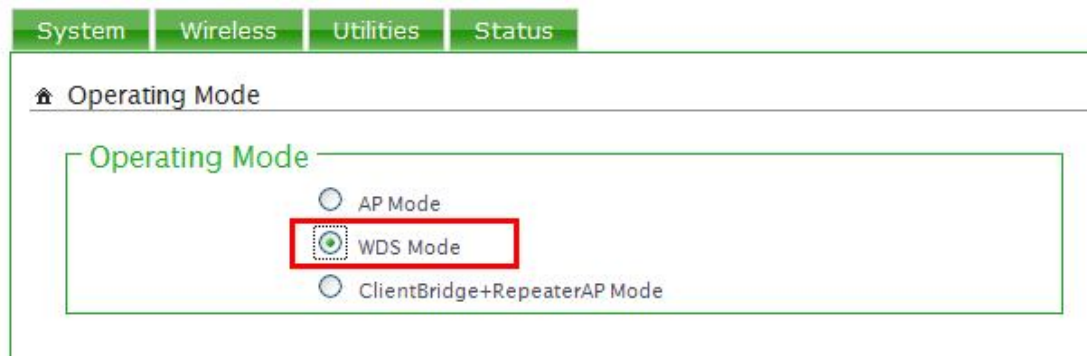 System Wireless Utilities Status
Operating Mode
Operating Mode
AP Mode
WDS Mode
ClientBridge+RepeaterAP Mode